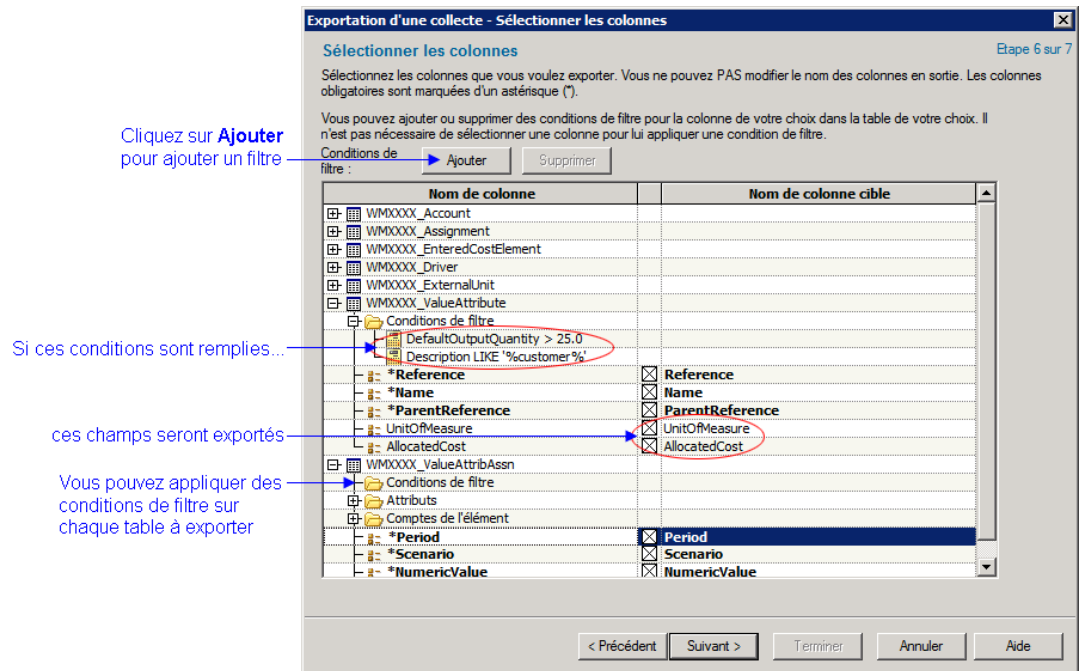 Exportation d'une collecte - Sélectionner les colonnes
Sélectionner les colonnes
Etape 6 sur 7
Sélectionnez les colonnes que vous voulez exporter. Vous ne pouvez PAS modifier le nom des colonnes en sortie. Les colonnes
obligatoires sont marquées d'un astérisque (*).
Vous pouvez ajouter ou supprimer des conditions de filtre pour la colonne de votre choix dans la table de votre choix. Il
n'est pas nécessaire de sélectionner une colonne pour lui appliquer une condition de filtre.
Cliquez sur Ajouter
pour ajouter un filtre
Conditions de
filtre :
Ajouter
Supprimer
Nom de colonne
Nom de colonne cible
WMXXXX_Account
WMXXXX_Assignment
WMXXXX_EnteredCostElement
WMXXXX_Driver
WMXXXX_ExternalUnit
WMXXXX_ValueAttribute
Conditions de filtre
DefaultOutputQuantity > 25.0
Si ces conditions sont remplies...
Description LIKE '%customer%'
*Reference
Reference
*Name
Name
*ParentReference
ParentReference
ces champs seront exportés
UnitOfMeasure
UnitOfMeasure
AllocatedCost
AllocatedCost
WMXXXX_ValueAttribAssn
Vous pouvez appliquer des
conditions de filtre sur
chaque table à exporter
Conditions de filtre
Attributs
Comptes de l'élément
*Period
Period
*Scenario
Scenario
*NumericValue
NumericValue
< Précédent
Suivant >
Terminer
Annuler
Aide